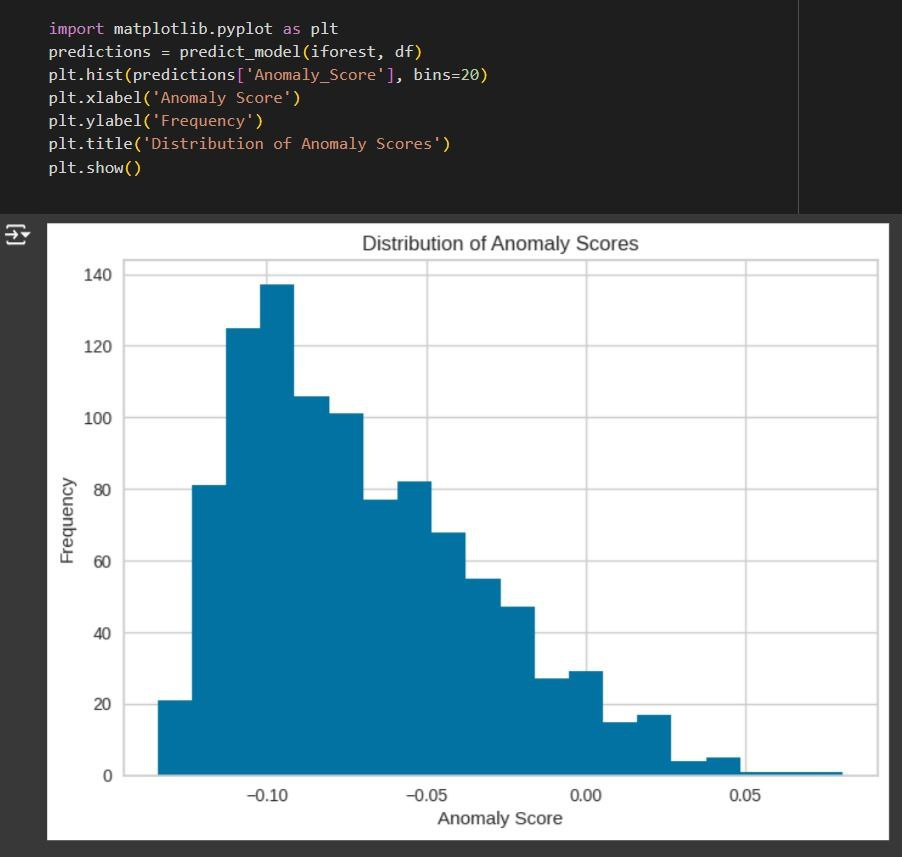 import matplotlib.pyplot as plt
predictions = predict_model(iforest, df)
plt.hist(predictions['Anomaly_Score'], bins=20)
plt.xlabel('Anomaly Score')
plt.ylabel('Frequency')
plt.title('Distribution of Anomaly Scores')
plt.show()
Distribution of Anomaly Scores
140
120
100
80
60
40
20
0
Frequency
−0.10 −0.05 0.00 0.05
Anomaly Score